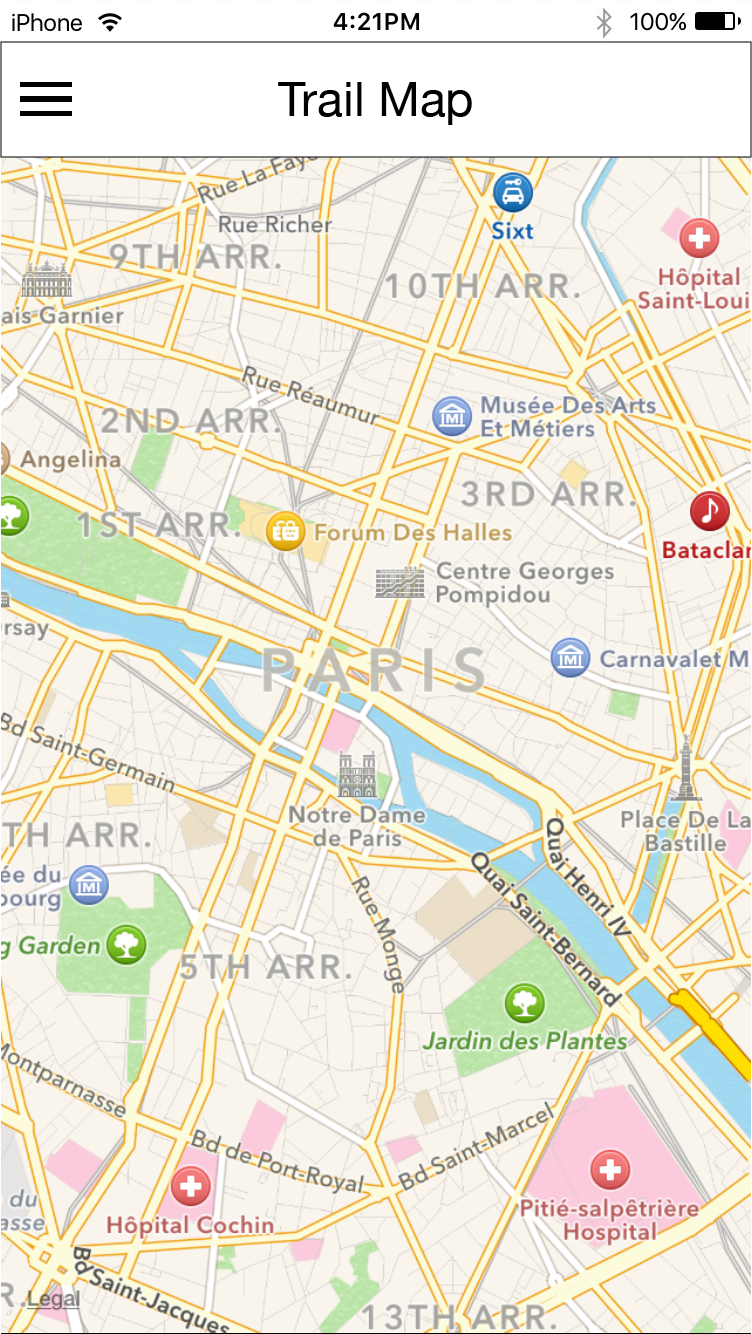 iPhone 4:21PM 100%
Trail Map
Rue La Faye
Rue Richer
Sixt
9TH ARR.
10TH ARR.
Hôpital
Saint-Loui
ais Garnier
Rue Réaumur
Musée Des Arts
Et Métiers
2ND ARR.
Angelina
3RD ARR.
1ST ARR.
Forum Des Halles
Bataclan
Centre Georges
Pompidou
rsay
PARIS
Carnavalet M
Bd Saint-Germain
Notre Dame
de Paris
Place De La
Bastille
TH ARR.
Quai Henri IV
ée du
bourg
Quai Saint-Bernard
Rue Monge
g Garden
5TH ARR.
Jardin des Plantes
Montparnasse
Bd de Port-Royal
Bd Saint-Marcel
du
asse
Hôpital Cochin
Pitié-salpêtrière
Hospital
Bd Saint-Jacques
R.
Legal
13TH ARR.